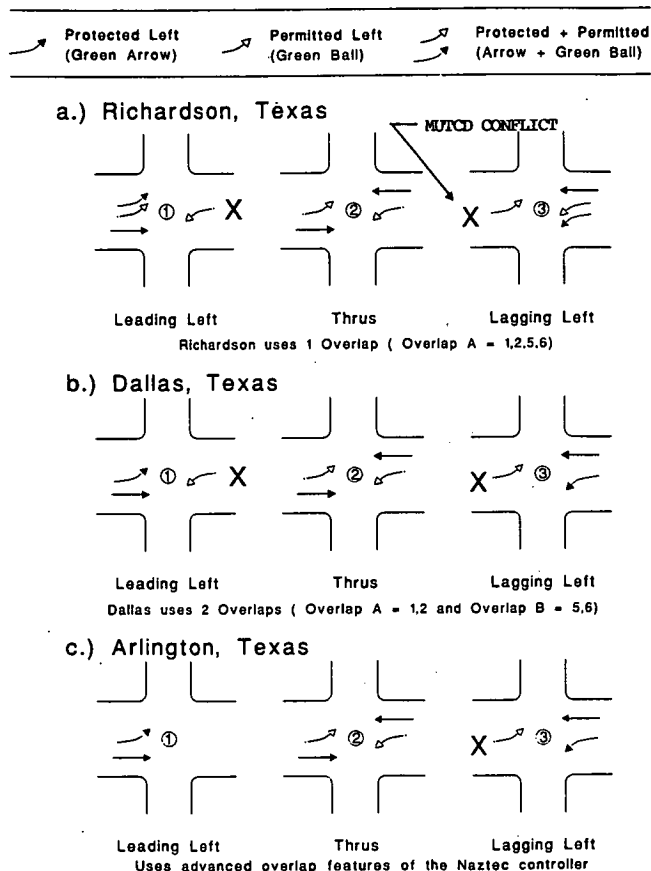 Protected Left Permitted Left Protected + Permitted
(Green Arrow) (Green Ball) (Arrow + Green Ball)
a.) Richardson, Texas
MUTCD CONFLICT
X ① ② X ③
Leading Left Thrus Lagging Left
Richardson uses 1 Overlap ( Overlap A = 1,2,5,6)
b.) Dallas, Texas
① X ② X ③
Leading Left Thrus Lagging Left
Dallas uses 2 Overlaps ( Overlap A = 1,2 and Overlap B = 5,6)
c.) Arlington, Texas
① ② X ③
Leading Left Thrus Lagging Left
Uses advanced overlap features of the Naztec controller